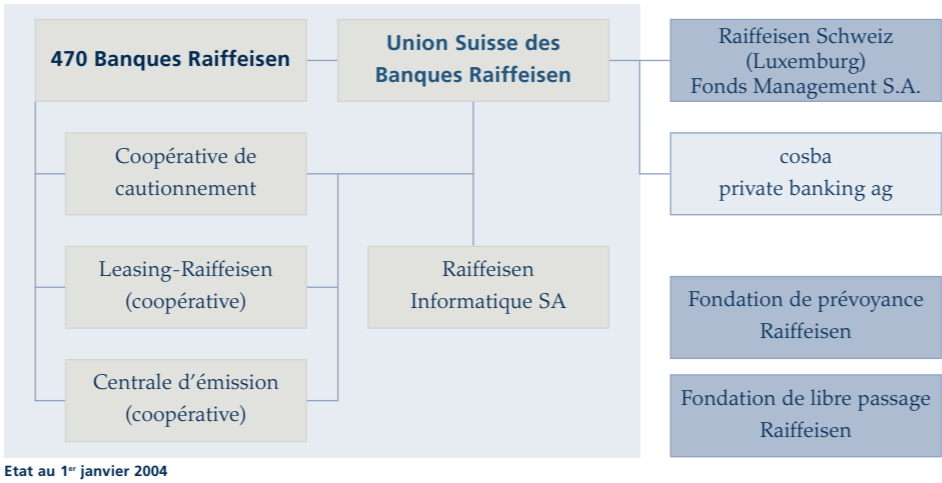 470 Banques Raiffeisen
Union Suisse des
Banques Raiffeisen
Raiffeisen Schweiz
(Luxemburg)
Fonds Management S.A.
Coopérative de
cautionnement
cosba
private banking ag
Leasing-Raiffeisen
(coopérative)
Raiffeisen
Informatique SA
Fondation de prévoyance
Raiffeisen
Centrale d’émission
(coopérative)
Fondation de libre passage
Raiffeisen
Etat au 1er janvier 2004